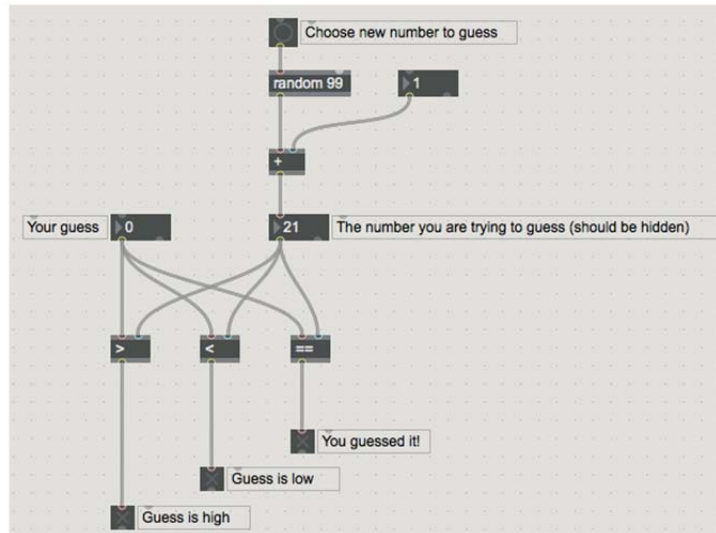 Choose new number to guess
random 99
1
+
Your guess
0
21
The number you are trying to guess (should be hidden)
>
<
==
You guessed it!
Guess is low
Guess is high